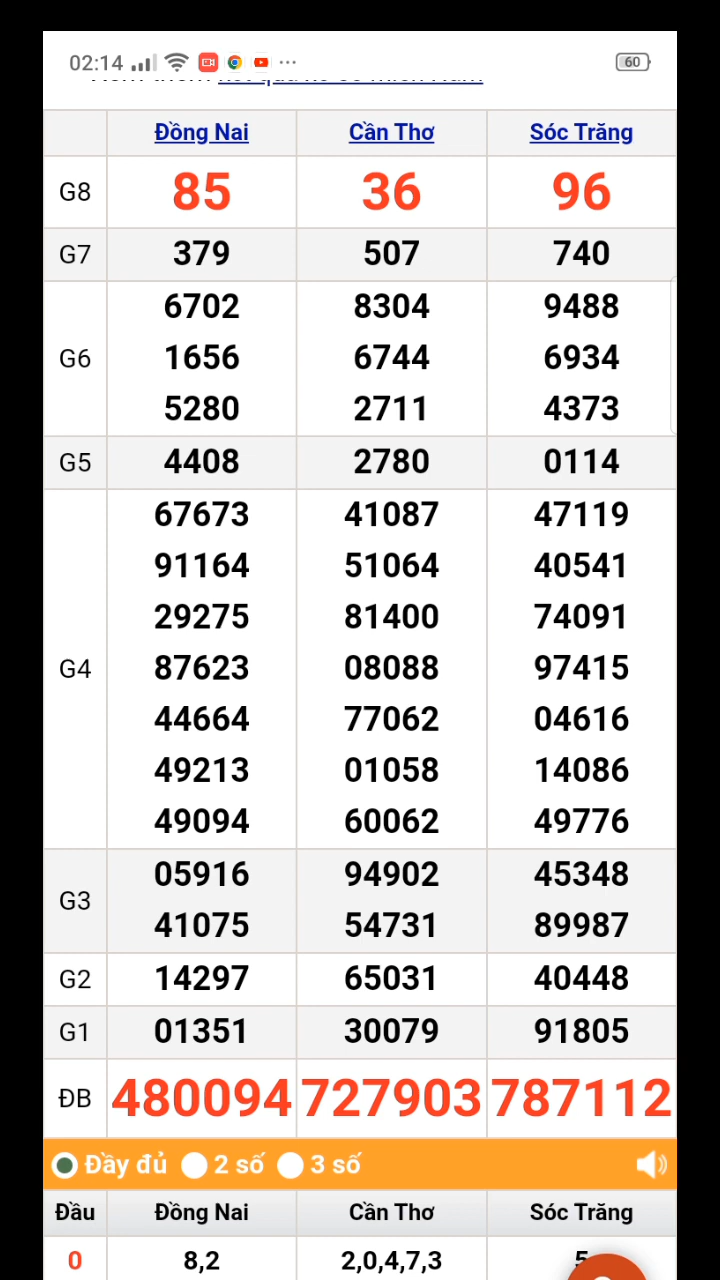 02:14 60
Đồng Nai Cần Thơ Sóc Trăng
G8 85 36 96
G7 379 507 740
6702 8304 9488
G6 1656 6744 6934
5280 2711 4373
G5 4408 2780 0114
67673 41087 47119
91164 51064 40541
29275 81400 74091
G4 87623 08088 97415
44664 77062 04616
49213 01058 14086
49094 60062 49776
G3 05916 94902 45348
41075 54731 89987
G2 14297 65031 40448
G1 01351 30079 91805
ĐB 480094 727903 787112
Đầy đủ 2 số 3 số
Đầu Đồng Nai Cần Thơ Sóc Trăng
0 8,2 2,0,4,7,3